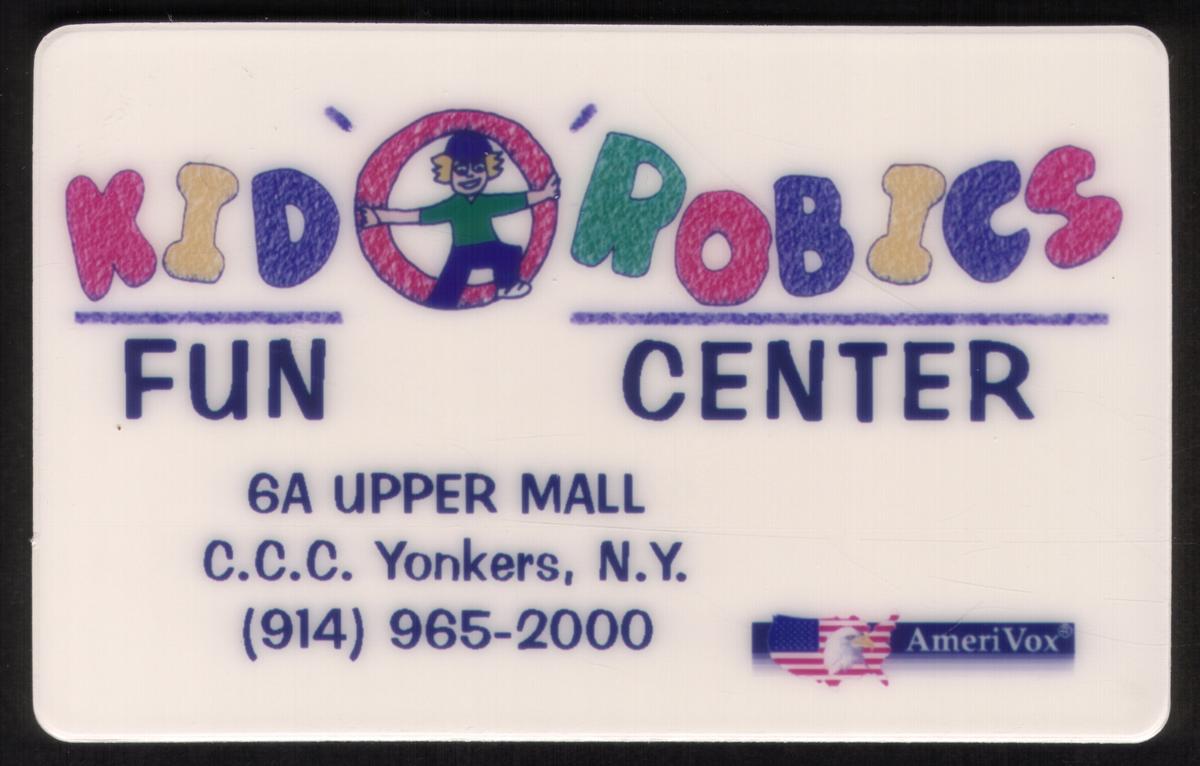 KID ROBICS
FUN CENTER
6A UPPER MALL
C.C.C. Yonkers, N.Y.
(914) 965-2000
AmeriVox®